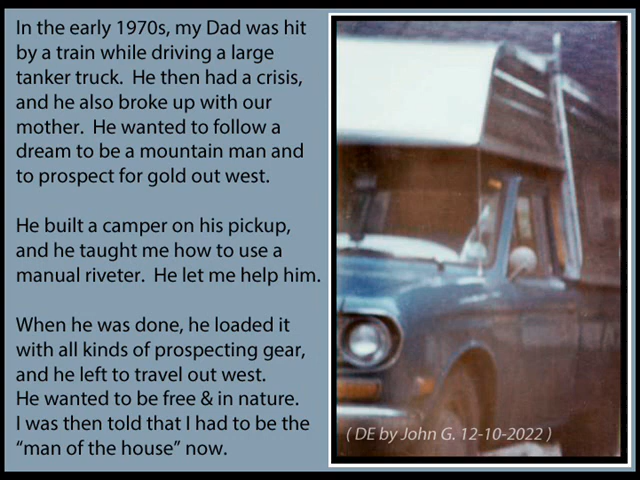 In the early 1970s, my Dad was hit
by a train while driving a large
tanker truck.  He then had a crisis,
and he also broke up with our
mother.  He wanted to follow a
dream to be a mountain man and
to prospect for gold out west.

He built a camper on his pickup,
and he taught me how to use a
manual riveter.  He let me help him.

When he was done, he loaded it
with all kinds of prospecting gear,
and he left to travel out west.
He wanted to be free & in nature.
I was then told that I had to be the
“man of the house” now.

( DE by John G. 12-10-2022 )